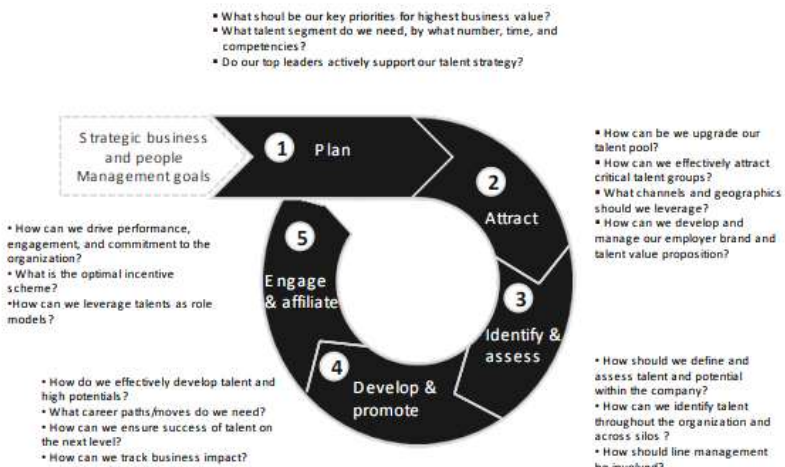 ▪ What shoul be our key priorities for highest business value?
▪ What talent segment do we need, by what number, time, and
competencies?
▪ Do our top leaders actively support our talent strategy?
Strategic business
and people
Management goals
1 Plan
2
Attract
▪ How can be we upgrade our
talent pool?
▪ How can we effectively attract
critical talent groups?
▪ What channels and geographics
should we leverage?
▪ How can we develop and
manage our employer brand and
talent value proposition?
3
Identify &
assess
• How should we define and
assess talent and potential
within the company?
• How can we identify talent
throughout the organization and
across silos ?
• How should line management
be involved?
4
Develop &
promote
• How do we effectively develop talent and
high potentials?
• What career paths/moves do we need?
• How can we ensure success of talent on
the next level?
• How can we track business impact?
5
Engage
& affiliate
• How can we drive performance,
engagement, and commitment to the
organization?
• What is the optimal incentive
scheme?
•How can we leverage talents as role
models?